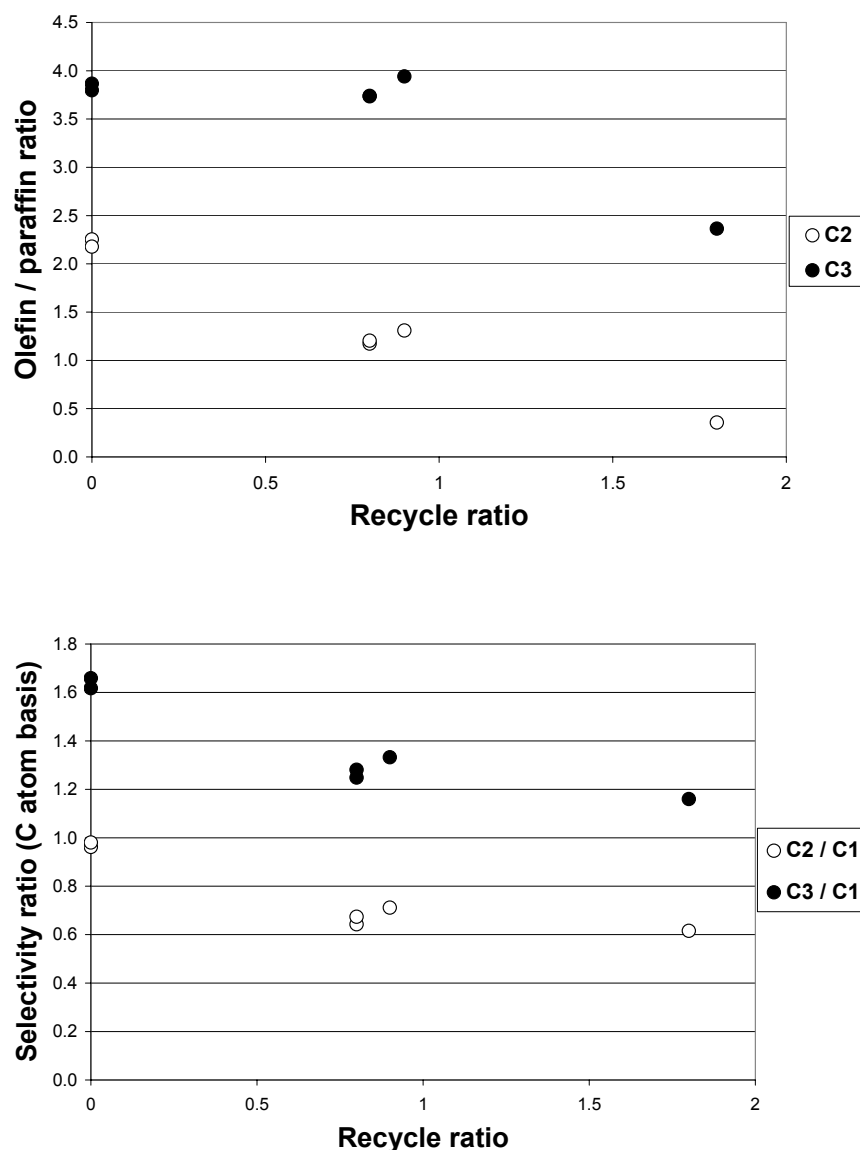 4.5
4.0
3.5
3.0
2.5
2.0
1.5
1.0
0.5
0.0
Olefin / paraffin ratio
0 0.5 1 1.5 2
Recycle ratio
C2
C3
1.8
1.6
1.4
1.2
1.0
0.8
0.6
0.4
0.2
0.0
Selectivity ratio (C atom basis)
0 0.5 1 1.5 2
Recycle ratio
C2 / C1
C3 / C1